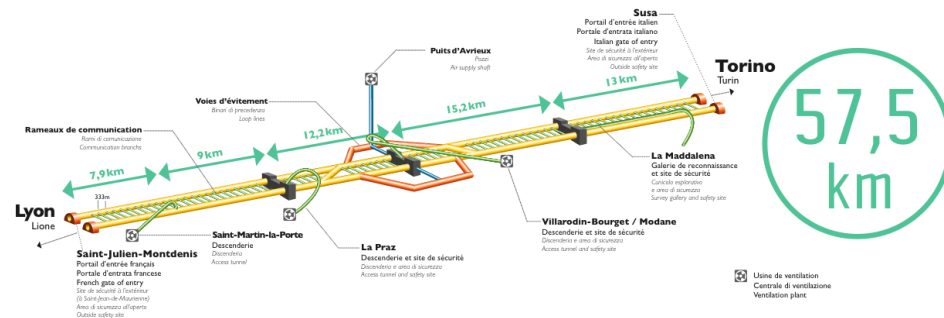 Susa
Portail d'entrée italien
Portale d'entrata italiano
Italian gate of entry
Site de sécurité à l'extérieur
Area di sicurezza all'aperto
Outside safety site
Torino
Turin
57,5
km
Puits d'Avrieux
Pozzi
Air supply shaft
13 km
15,2 km
12,2 km
9 km
7,9 km
Voies d'évitement
Binari di precedenza
Loop lines
Rameaux de communication
Rami di comunicazione
Communication branchs
333m
Lyon
Lione
La Maddalena
Galerie de reconnaissance
et site de sécurité
Cunicolo esplorativo
e area di sicurezza
Survey gallery and safety site
Villarodin-Bourget / Modane
Descenderie et site de sécurité
Discenderia e area di sicurezza
Access tunnel and safety site
La Praz
Descenderie et site de sécurité
Discenderia e area di sicurezza
Access tunnel and safety site
Saint-Martin-la-Porte
Descenderie
Discenderia
Access tunnel
Saint-Julien-Montdenis
Portail d'entrée français
Portale d'entrata francese
French gate of entry
Site de sécurité à l'extérieur
(à Saint-Jean-de-Maurienne)
Area di sicurezza all'aperto
Outside safety site
Usine de ventilation
Centrale di ventilazione
Ventilation plant